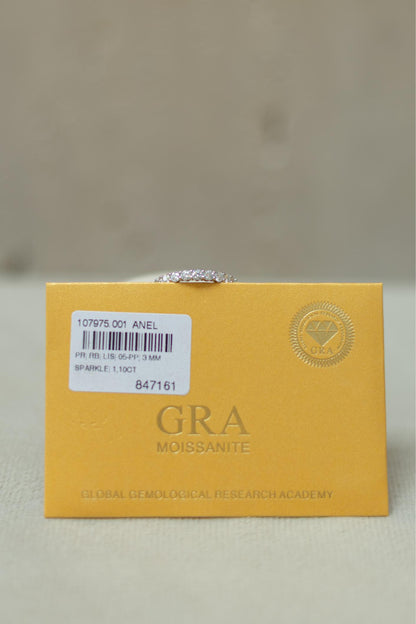 107975.001 ANEL
PR; RB; LIS; 05-PP; 3 MM
SPARKLE; 1,10CT
847161
GRA
GRA
MOISSANITE
GLOBAL GEMOLOGICAL RESEARCH ACADEMY